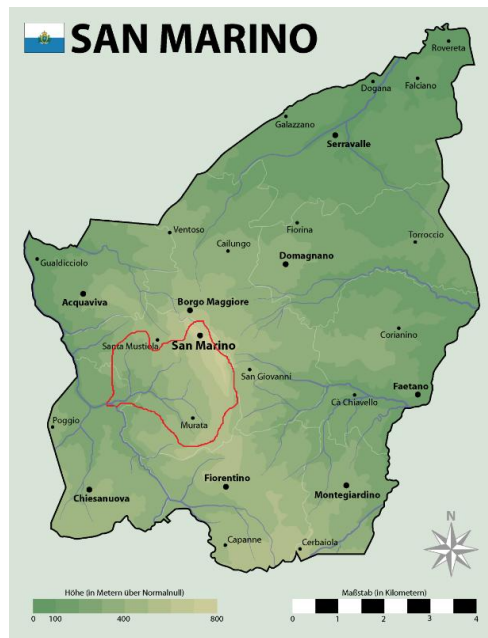 SAN MARINO
Rovereta
Dogana
Falciano
Galazzano
Serravalle
Ventoso
Fiorina
Cailungo
Torroccio
Gualdicciolo
Domagnano
Acquaviva
Borgo Maggiore
Corianino
Santa Mustiola
San Marino
San Giovanni
Faetano
Cà Chiavello
Poggio
Murata
Fiorentino
Chiesanuova
Montegiardino
Capanne
Cerbaiola
N
Höhe (in Metern über Normalnull)
0 100 400 800
Maßstab (in Kilometern)
0 1 2 3 4